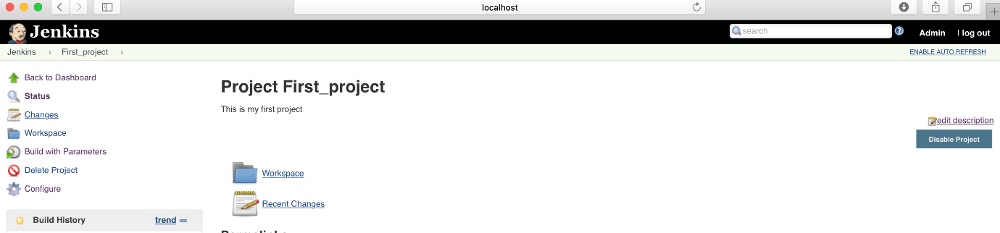 localhost
Jenkins
search
Admin
| log out
Jenkins
First_project
ENABLE AUTO REFRESH
Back to Dashboard
Status
Changes
Workspace
Build with Parameters
Delete Project
Configure
Build History
trend
Project First_project
This is my first project
edit description
Disable Project
Workspace
Recent Changes